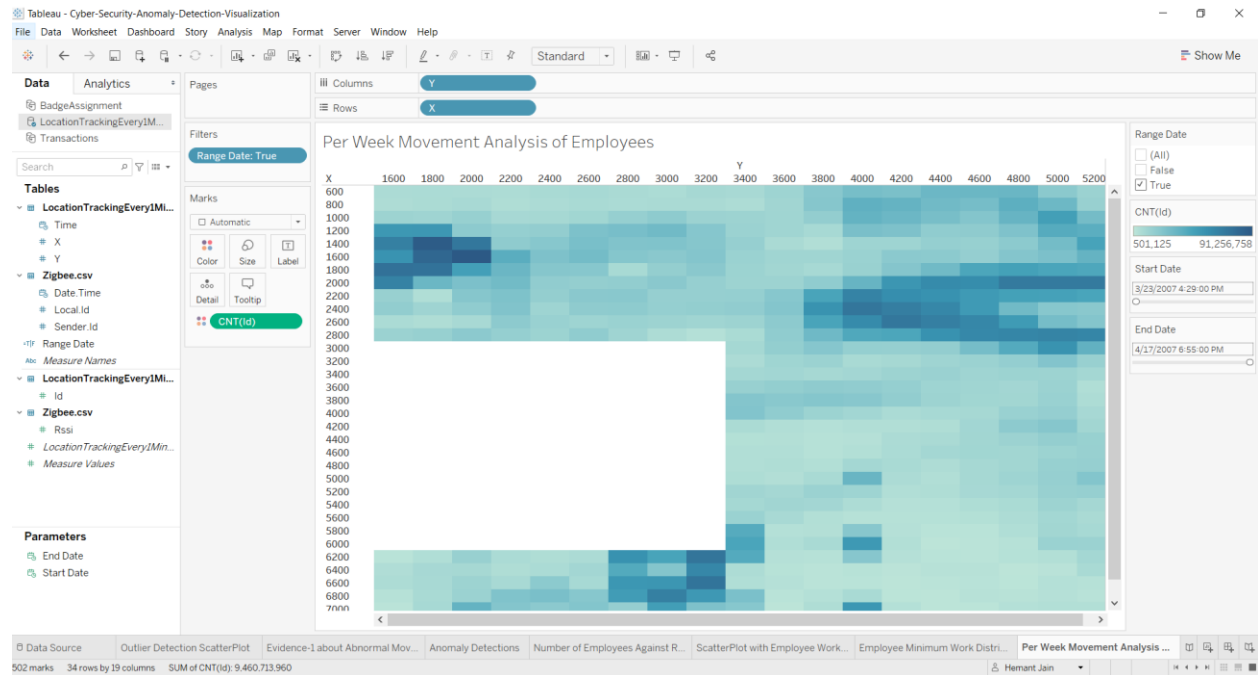 Tableau - Cyber-Security-Anomaly-Detection-Visualization
File Data Worksheet Dashboard Story Analysis Map Format Server Window Help
Standard
Show Me
Data Analytics
BadgeAssignment
LocationTrackingEvery1M...
Transactions
Search
Tables
LocationTrackingEvery1Mi...
Time
X
Y
Zigbee.csv
Date.Time
Local.Id
Sender.Id
Range Date
Measure Names
LocationTrackingEvery1Mi...
Id
Zigbee.csv
Rssi
LocationTrackingEvery1Min...
Measure Values
Parameters
End Date
Start Date
Pages
Filters
Range Date: True
Marks
Automatic
Color Size Label
Detail Tooltip
CNT(Id)
Columns Y
Rows X
Per Week Movement Analysis of Employees
Y
X 1600 1800 2000 2200 2400 2600 2800 3000 3200 3400 3600 3800 4000 4200 4400 4600 4800 5000 5200
600
800
1000
1200
1400
1600
1800
2000
2200
2400
2600
2800
3000
3200
3400
3600
3800
4000
4200
4400
4600
4800
5000
5200
5400
5600
5800
6000
6200
6400
6600
6800
7000
Range Date
(All)
False
True
CNT(Id)
501,125 91,256,758
Start Date
3/23/2007 4:29:00 PM
End Date
4/17/2007 6:55:00 PM
Data Source Outlier Detection ScatterPlot Evidence-1 about Abnormal Mov... Anomaly Detections Number of Employees Against R... ScatterPlot with Employee Work... Employee Minimum Work Distri... Per Week Movement Analysis ...
502 marks 34 rows by 19 columns SUM of CNT(Id): 9,460,713,960 Hemant Jain